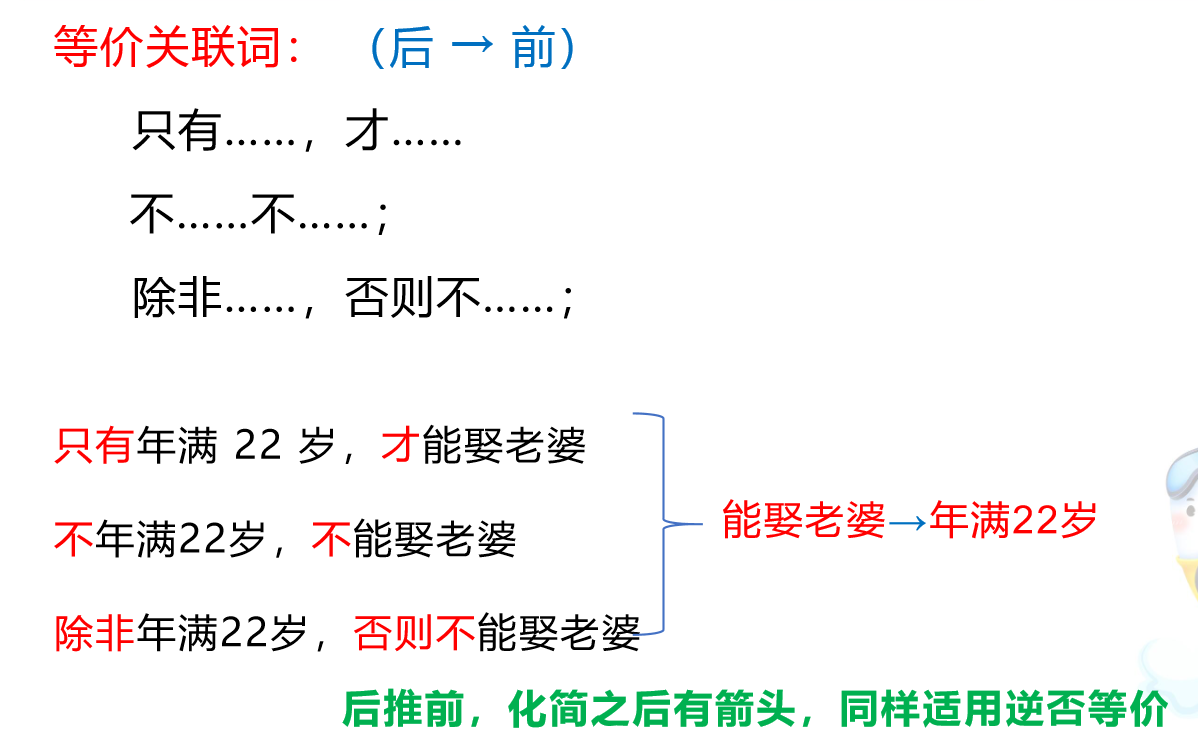 等价关联词： （后 → 前）
只有……，才……
不……不……；
除非……，否则不……；
只有年满 22 岁，才能娶老婆
不年满22岁，不能娶老婆
除非年满22岁，否则不能娶老婆
能娶老婆→年满22岁
后推前，化简之后有箭头，同样适用逆否等价